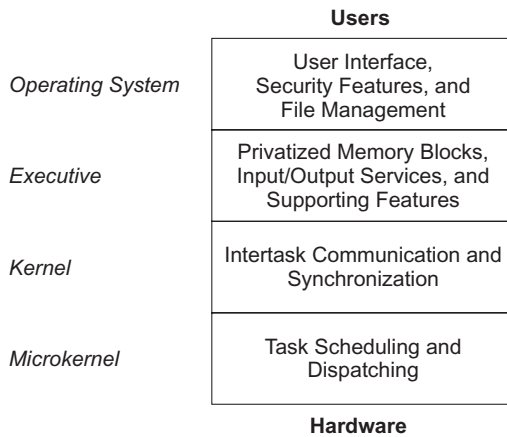 Users
Operating System
User Interface,
Security Features, and
File Management
Executive
Privatized Memory Blocks,
Input/Output Services, and
Supporting Features
Kernel
Intertask Communication and
Synchronization
Microkernel
Task Scheduling and
Dispatching
Hardware